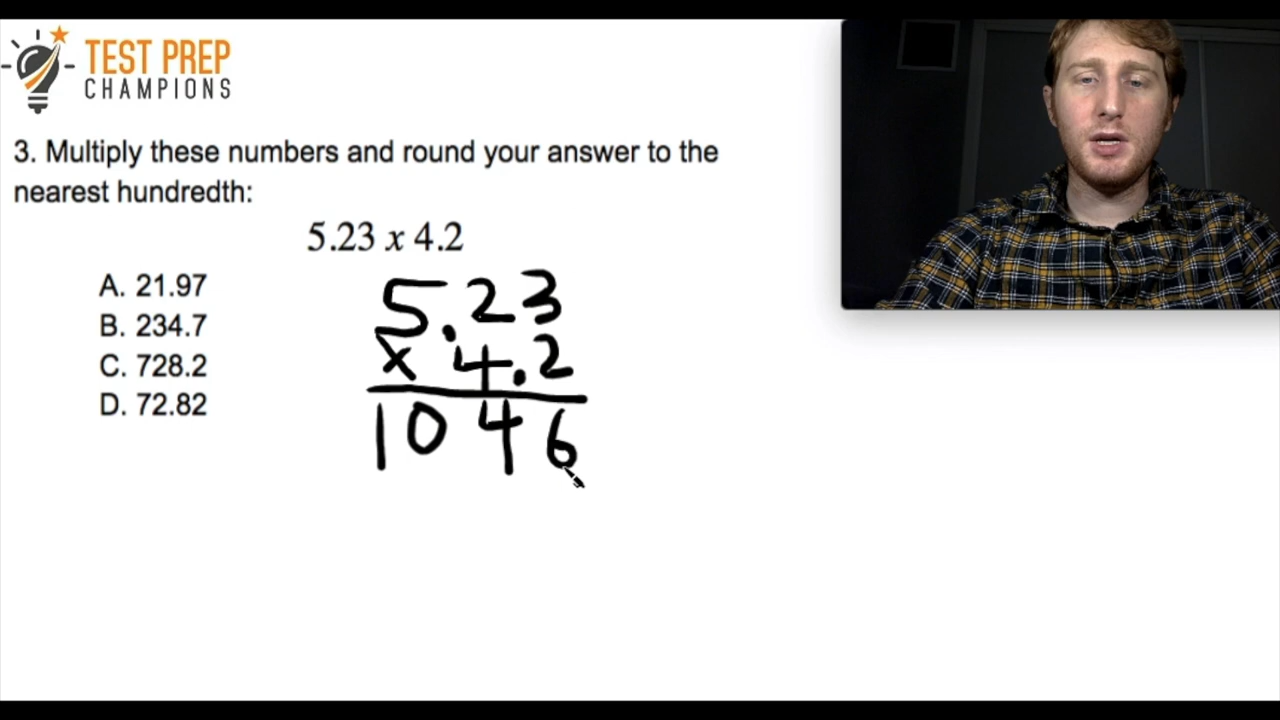 TEST PREP
CHAMPIONS
3. Multiply these numbers and round your answer to the
nearest hundredth:
5.23 x 4.2
A. 21.97
B. 234.7
C. 728.2
D. 72.82
5.23
x 4.2
1046